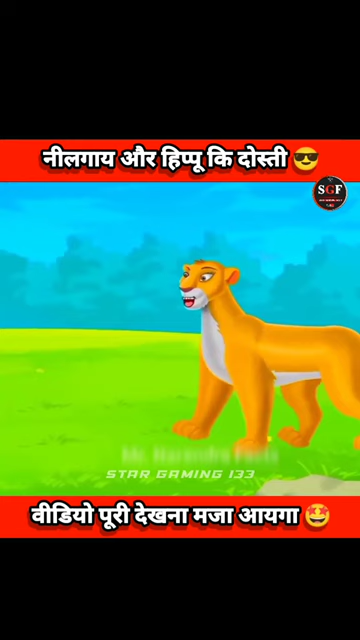 नीलगाय और हिप्पू कि दोस्ती 😎
SGF
STAR GAMING 133
वीडियो पूरी देखना मजा आयगा 🤩